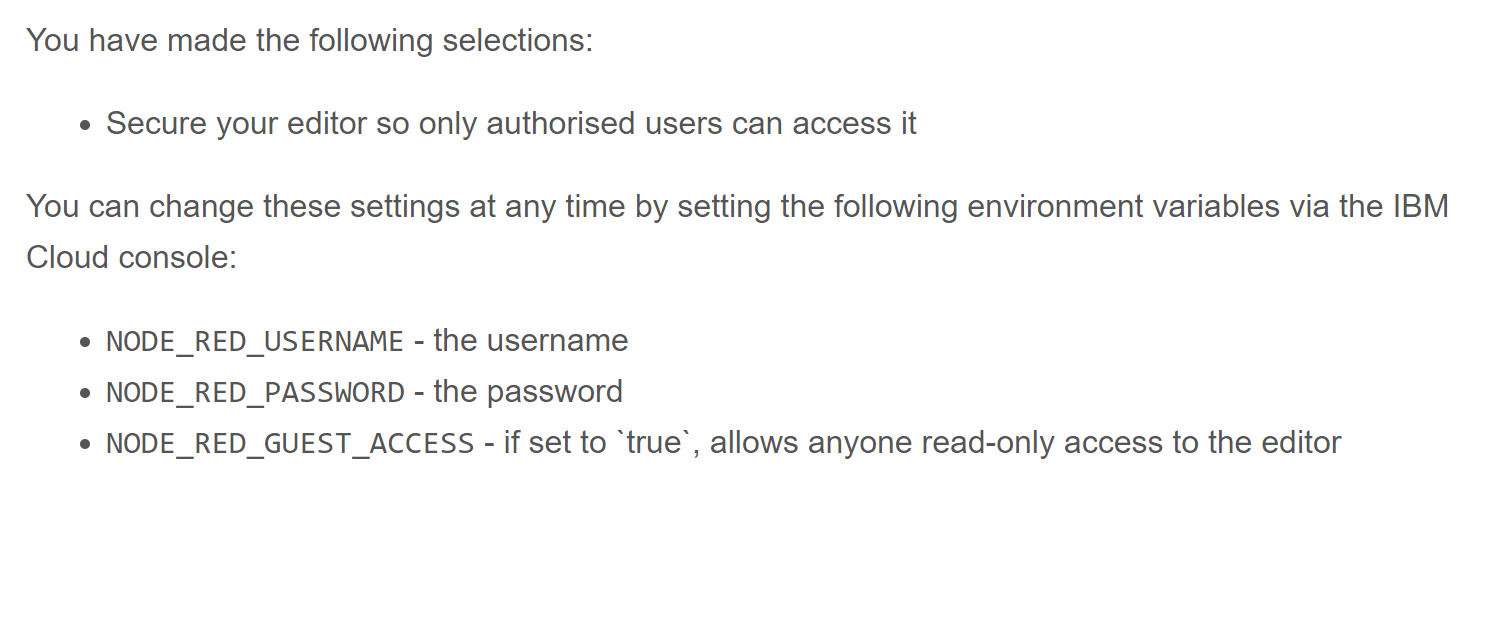 You have made the following selections:
• Secure your editor so only authorised users can access it
You can change these settings at any time by setting the following environment variables via the IBM
Cloud console:
• NODE_RED_USERNAME - the username
• NODE_RED_PASSWORD - the password
• NODE_RED_GUEST_ACCESS - if set to `true`, allows anyone read-only access to the editor